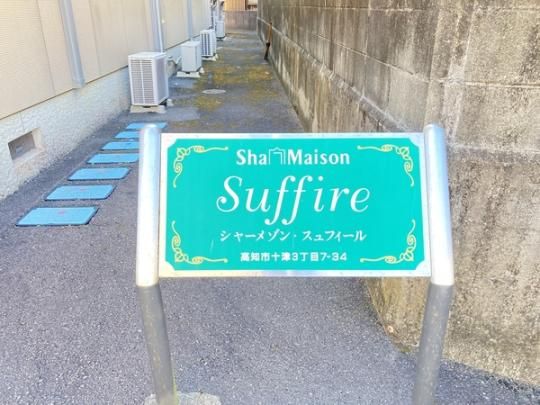 Sha Maison
Suffire
シャーメゾン・スュフィール
高知市十津3丁目7-34